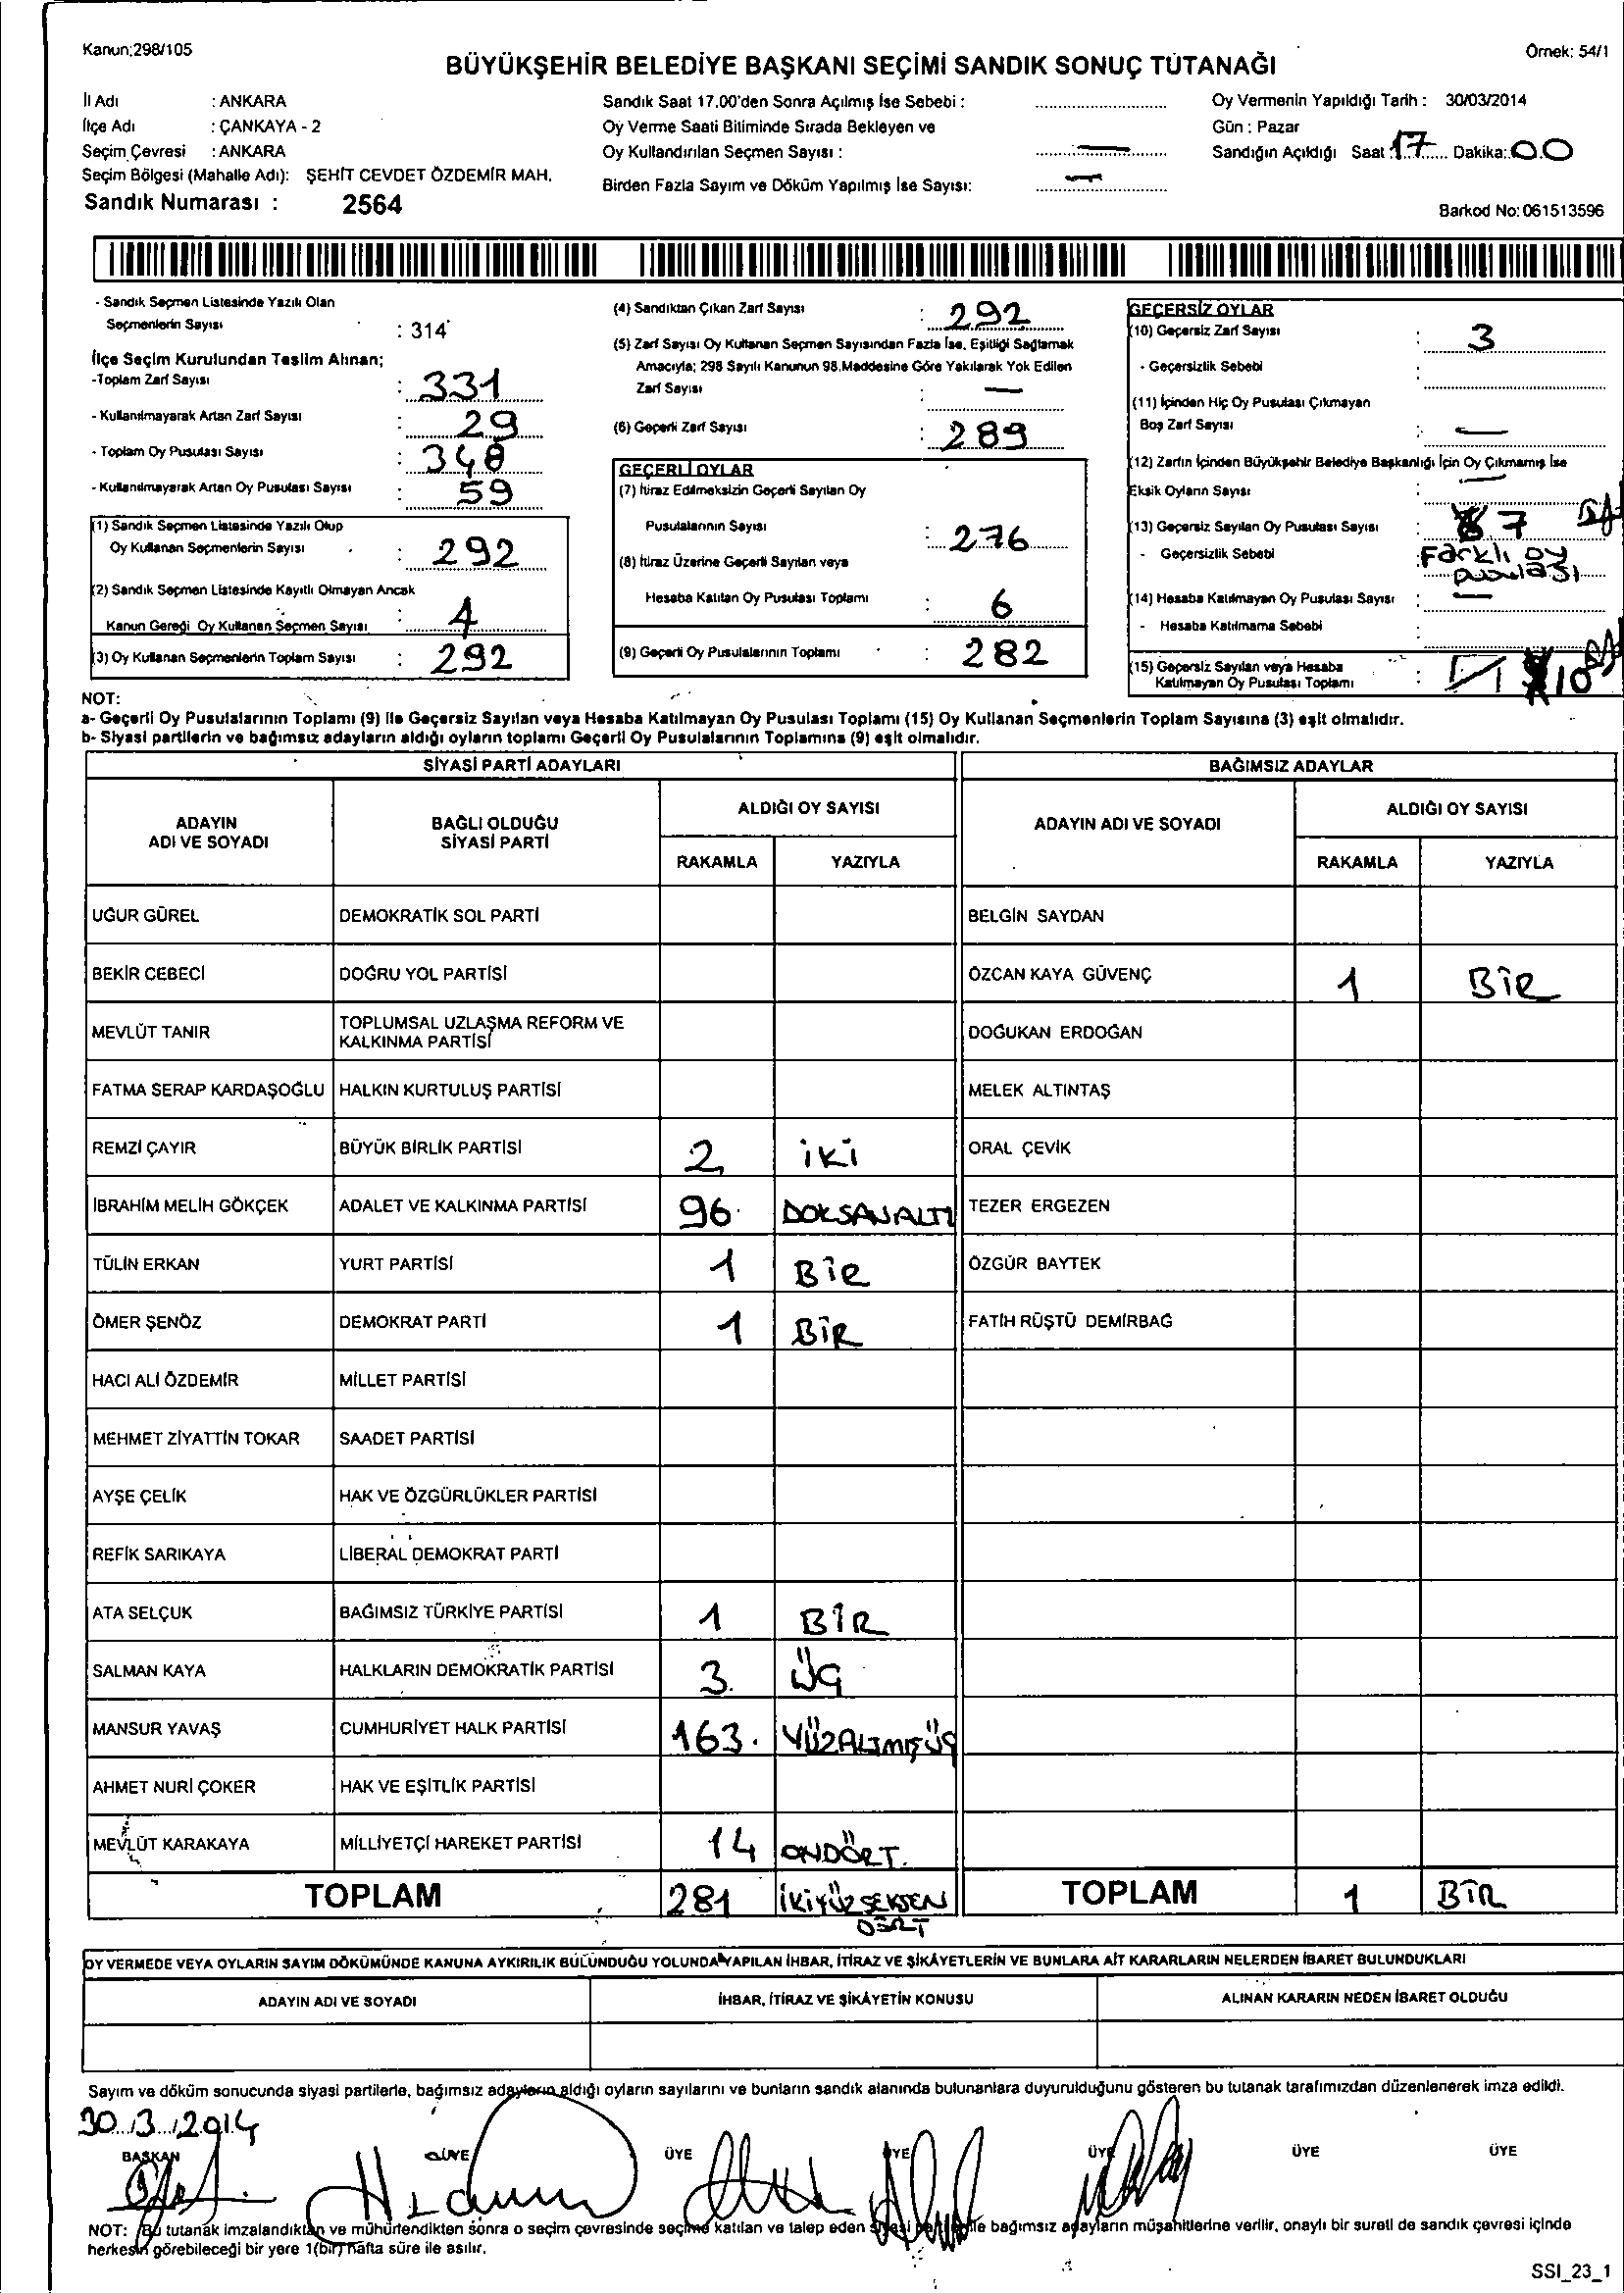 Kanun:298/105
Örnek: 54/1
BÜYÜKŞEHİR BELEDİYE BAŞKANI SEÇİMİ SANDIK SONUÇ TUTANAĞI
İl Adı : ANKARA
İlçe Adı : ÇANKAYA - 2
Seçim Çevresi : ANKARA
Seçim Bölgesi (Mahalle Adı): ŞEHİT CEVDET ÖZDEMİR MAH.
Sandık Numarası : 2564
Sandık Saat 17.00'den Sonra Açılmış İse Sebebi :
Oy Verme Saati Bitiminde Sırada Bekleyen ve
Oy Kullandırılan Seçmen Sayısı : —
Birden Fazla Sayım ve Döküm Yapılmış İse Sayısı: —
Oy Vermenin Yapıldığı Tarih : 30/03/2014
Gün : Pazar
Sandığın Açıldığı Saat : 17 Dakika: 00
Barkod No: 061513596
- Sandık Seçmen Listesinde Yazılı Olan
Seçmenlerin Sayısı : 314
İlçe Seçim Kurulundan Teslim Alınan;
-Toplam Zarf Sayısı : 331
- Kullanılmayarak Artan Zarf Sayısı : 29
- Toplam Oy Pusulası Sayısı : 348
- Kullanılmayarak Artan Oy Pusulası Sayısı : 59
(1) Sandık Seçmen Listesinde Yazılı Olup
Oy Kullanan Seçmenlerin Sayısı : 292
(2) Sandık Seçmen Listesinde Kayıtlı Olmayan Ancak
Kanun Gereği Oy Kullanan Seçmen Sayısı :
(3) Oy Kullanan Seçmenlerin Toplam Sayısı : 292
(4) Sandıktan Çıkan Zarf Sayısı : 292
(5) Zarf Sayısı Oy Kullanan Seçmen Sayısından Fazla İse, Eşitliği Sağlamak
Amacıyla; 298 Sayılı Kanunun 98.Maddesine Göre Yakılarak Yok Edilen
Zarf Sayısı : —
(6) Geçerli Zarf Sayısı : 289
GEÇERLİ OYLAR
(7) İtiraz Edilmeksizin Geçerli Sayılan Oy
Pusulalarının Sayısı : 276
(8) İtiraz Üzerine Geçerli Sayılan veya
Hesaba Katılan Oy Pusulası Toplamı : 6
(9) Geçerli Oy Pusulalarının Toplamı : 282
GEÇERSİZ OYLAR
(10) Geçersiz Zarf Sayısı : 3
- Geçersizlik Sebebi :
(11) İçinden Hiç Oy Pusulası Çıkmayan
Boş Zarf Sayısı : —
(12) Zarfın İçinden Büyükşehir Belediye Başkanlığı İçin Oy Çıkmamış İse
Eksik Oyların Sayısı : —
(13) Geçersiz Sayılan Oy Pusulası Sayısı : 7
- Geçersizlik Sebebi : Farklı oy
pusulası
(14) Hesaba Katılmayan Oy Pusulası Sayısı : —
- Hesaba Katılmama Sebebi :
(15) Geçersiz Sayılan veya Hesaba
Katılmayan Oy Pusulası Toplamı : 10
NOT:
a- Geçerli Oy Pusulalarının Toplamı (9) ile Geçersiz Sayılan veya Hesaba Katılmayan Oy Pusulası Toplamı (15) Oy Kullanan Seçmenlerin Toplam Sayısına (3) eşit olmalıdır.
b- Siyasi partilerin ve bağımsız adayların aldığı oyların toplamı Geçerli Oy Pusulalarının Toplamına (9) eşit olmalıdır.
SİYASİ PARTİ ADAYLARI BAĞIMSIZ ADAYLAR
ADAYIN
ADI VE SOYADI
BAĞLI OLDUĞU
SİYASİ PARTİ
ALDIĞI OY SAYISI
RAKAMLA YAZIYLA
ADAYIN ADI VE SOYADI
ALDIĞI OY SAYISI
RAKAMLA YAZIYLA
UĞUR GÜREL DEMOKRATİK SOL PARTİ BELGİN SAYDAN
BEKİR CEBECİ DOĞRU YOL PARTİSİ ÖZCAN KAYA GÜVENÇ 1 BİR
MEVLÜT TANIR TOPLUMSAL UZLAŞMA REFORM VE
KALKINMA PARTİSİ DOĞUKAN ERDOĞAN
FATMA SERAP KARDAŞOĞLU HALKIN KURTULUŞ PARTİSİ MELEK ALTINTAŞ
REMZİ ÇAYIR BÜYÜK BİRLİK PARTİSİ 2 İKİ ORAL ÇEVİK
İBRAHİM MELİH GÖKÇEK ADALET VE KALKINMA PARTİSİ 96 DOKSANALTI TEZER ERGEZEN
TÜLİN ERKAN YURT PARTİSİ 1 BİR ÖZGÜR BAYTEK
ÖMER ŞENÖZ DEMOKRAT PARTİ 1 BİR FATİH RÜŞTÜ DEMİRBAĞ
HACI ALİ ÖZDEMİR MİLLET PARTİSİ
MEHMET ZİYATTİN TOKAR SAADET PARTİSİ
AYŞE ÇELİK HAK VE ÖZGÜRLÜKLER PARTİSİ
REFİK SARIKAYA LİBERAL DEMOKRAT PARTİ
ATA SELÇUK BAĞIMSIZ TÜRKİYE PARTİSİ 1 BİR
SALMAN KAYA HALKLARIN DEMOKRATİK PARTİSİ 3. ÜÇ
MANSUR YAVAŞ CUMHURİYET HALK PARTİSİ 163. YÜZALTMIŞÜÇ
AHMET NURİ ÇOKER HAK VE EŞİTLİK PARTİSİ
MEVLÜT KARAKAYA MİLLİYETÇİ HAREKET PARTİSİ 14 ONDÖRT.
TOPLAM 281 İKİYÜZSEKSEN
DÖRT
TOPLAM 1 BİR
OY VERMEDE VEYA OYLARIN SAYIM DÖKÜMÜNDE KANUNA AYKIRILIK BULUNDUĞU YOLUNDA YAPILAN İHBAR, İTİRAZ VE ŞİKÂYETLERİN VE BUNLARA AİT KARARLARIN NELERDEN İBARET BULUNDUKLARI
ADAYIN ADI VE SOYADI İHBAR, İTİRAZ VE ŞİKÂYETİN KONUSU ALINAN KARARIN NEDEN İBARET OLDUĞU
Sayım ve döküm sonucunda siyasi partilerle, bağımsız adayların aldığı oyların sayılarını ve bunların sandık alanında bulunanlara duyurulduğunu gösteren bu tutanak tarafımızdan düzenlenerek imza edildi.
30.3.2014
BAŞKAN ÜYE ÜYE ÜYE ÜYE ÜYE ÜYE
NOT: Bu tutanak imzalandıktan ve mühürlendikten sonra o seçim çevresinde seçime katılan ve talep eden siyasi parti ile bağımsız adayların müşahitlerine verilir, onaylı bir sureti de sandık çevresi içinde
herkesin görebileceği bir yere 1(bir) hafta süre ile asılır.
SSI_23_1